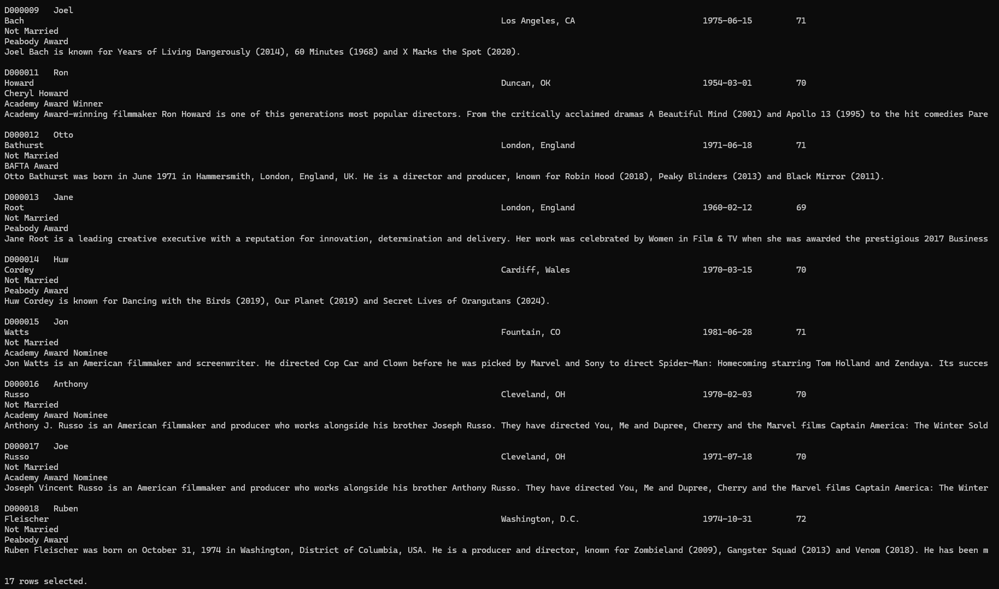 D000009   Joel
Bach                                                                                                 Los Angeles, CA                          1975-06-15         71
Not Married
Peabody Award
Joel Bach is known for Years of Living Dangerously (2014), 60 Minutes (1968) and X Marks the Spot (2020).

D000011   Ron
Howard                                                                                               Duncan, OK                               1954-03-01         70
Cheryl Howard
Academy Award Winner
Academy Award-winning filmmaker Ron Howard is one of this generations most popular directors. From the critically acclaimed dramas A Beautiful Mind (2001) and Apollo 13 (1995) to the hit comedies Pare

D000012   Otto
Bathurst                                                                                             London, England                          1971-06-18         71
Not Married
BAFTA Award
Otto Bathurst was born in June 1971 in Hammersmith, London, England, UK. He is a director and producer, known for Robin Hood (2018), Peaky Blinders (2013) and Black Mirror (2011).

D000013   Jane
Root                                                                                                 London, England                          1960-02-12         69
Not Married
Peabody Award
Jane Root is a leading creative executive with a reputation for innovation, determination and delivery. Her work was celebrated by Women in Film & TV when she was awarded the prestigious 2017 Business

D000014   Huw
Cordey                                                                                               Cardiff, Wales                           1970-03-15         70
Not Married
Peabody Award
Huw Cordey is known for Dancing with the Birds (2019), Our Planet (2019) and Secret Lives of Orangutans (2024).

D000015   Jon
Watts                                                                                                Fountain, CO                             1981-06-28         71
Not Married
Academy Award Nominee
Jon Watts is an American filmmaker and screenwriter. He directed Cop Car and Clown before he was picked by Marvel and Sony to direct Spider-Man: Homecoming starring Tom Holland and Zendaya. Its succes

D000016   Anthony
Russo                                                                                                Cleveland, OH                            1970-02-03         70
Not Married
Academy Award Nominee
Anthony J. Russo is an American filmmaker and producer who works alongside his brother Joseph Russo. They have directed You, Me and Dupree, Cherry and the Marvel films Captain America: The Winter Sold

D000017   Joe
Russo                                                                                                Cleveland, OH                            1971-07-18         70
Not Married
Academy Award Nominee
Joseph Vincent Russo is an American filmmaker and producer who works alongside his brother Anthony Russo. They have directed You, Me and Dupree, Cherry and the Marvel films Captain America: The Winter

D000018   Ruben
Fleischer                                                                                            Washington, D.C.                         1974-10-31         72
Not Married
Peabody Award
Ruben Fleischer was born on October 31, 1974 in Washington, District of Columbia, USA. He is a producer and director, known for Zombieland (2009), Gangster Squad (2013) and Venom (2018). He has been m

17 rows selected.